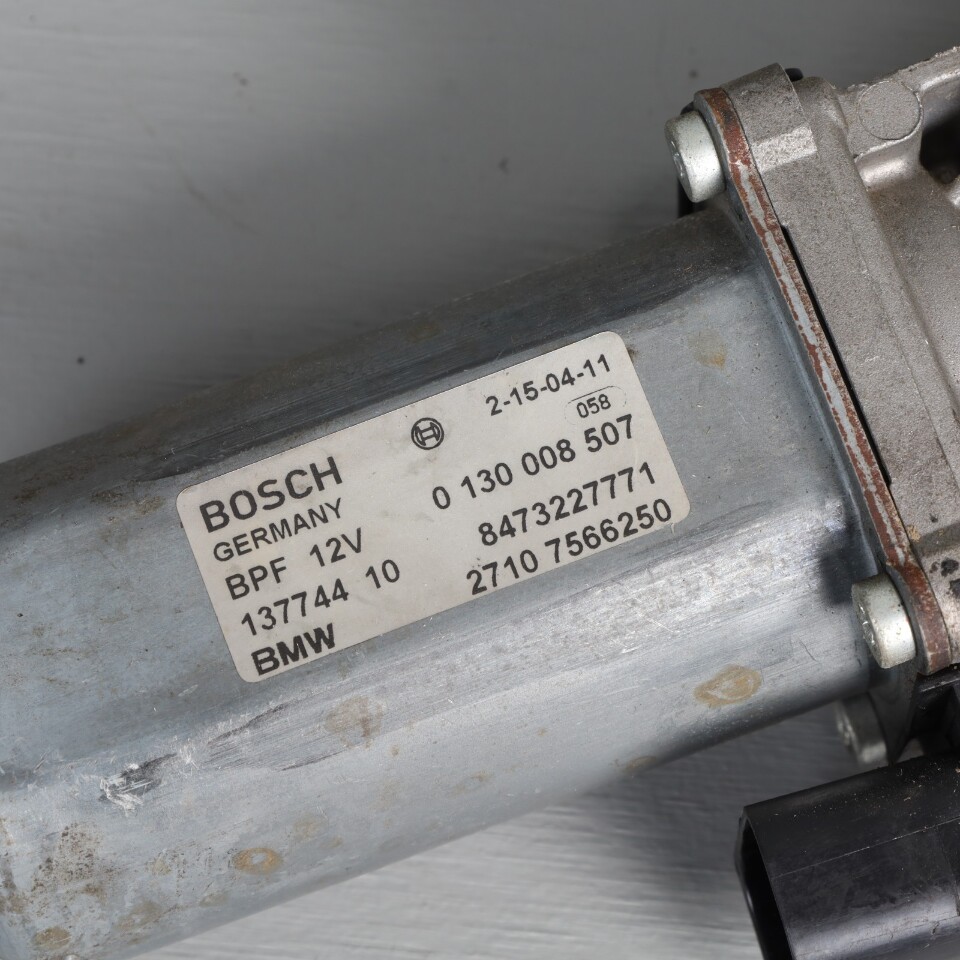 2-15-04-11
058
BOSCH 0 130 008 507
GERMANY
BPF 12V 8473227771
137744 10 2710 7566250
BMW